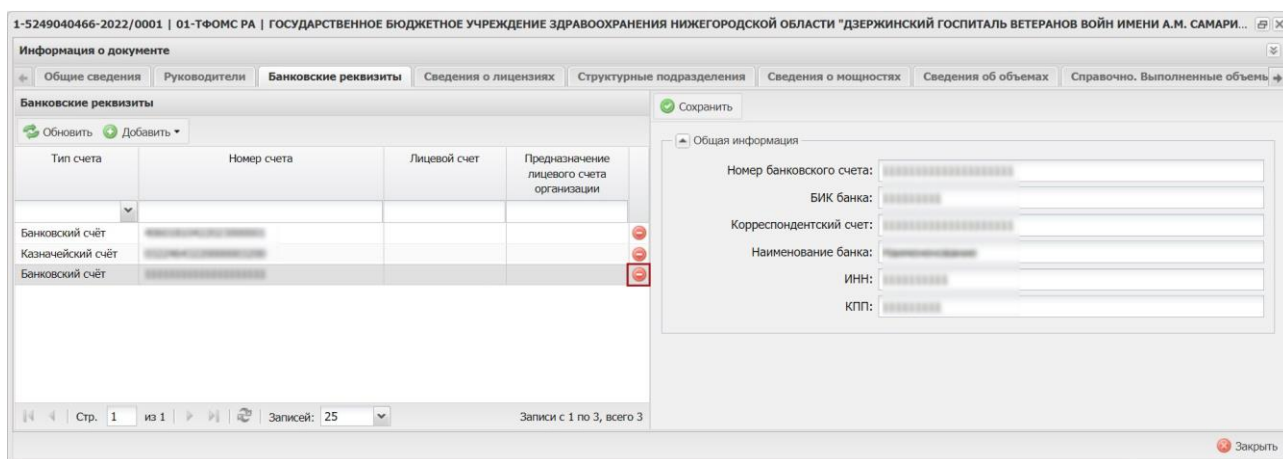 1-5249040466-2022/0001 | 01-ТФОМС РА | ГОСУДАРСТВЕННОЕ БЮДЖЕТНОЕ УЧРЕЖДЕНИЕ ЗДРАВООХРАНЕНИЯ НИЖЕГОРОДСКОЙ ОБЛАСТИ "ДЗЕРЖИНСКИЙ ГОСПИТАЛЬ ВЕТЕРАНОВ ВОЙН ИМЕНИ А.М. САМАРИ...
Информация о документе
Общие сведения Руководители Банковские реквизиты Сведения о лицензиях Структурные подразделения Сведения о мощностях Сведения об объемах Справочно. Выполненные объемы
Банковские реквизиты
Сохранить
Обновить Добавить
Общая информация
Тип счета Номер счета Лицевой счет Предназначение
лицевого счета
организации
Номер банковского счета:
БИК банка:
Корреспондентский счет:
Наименование банка:
ИНН:
КПП:
Банковский счёт
Казначейский счёт
Банковский счёт
Стр. 1 из 1 Записей: 25 Записи с 1 по 3, всего 3
Закрыть